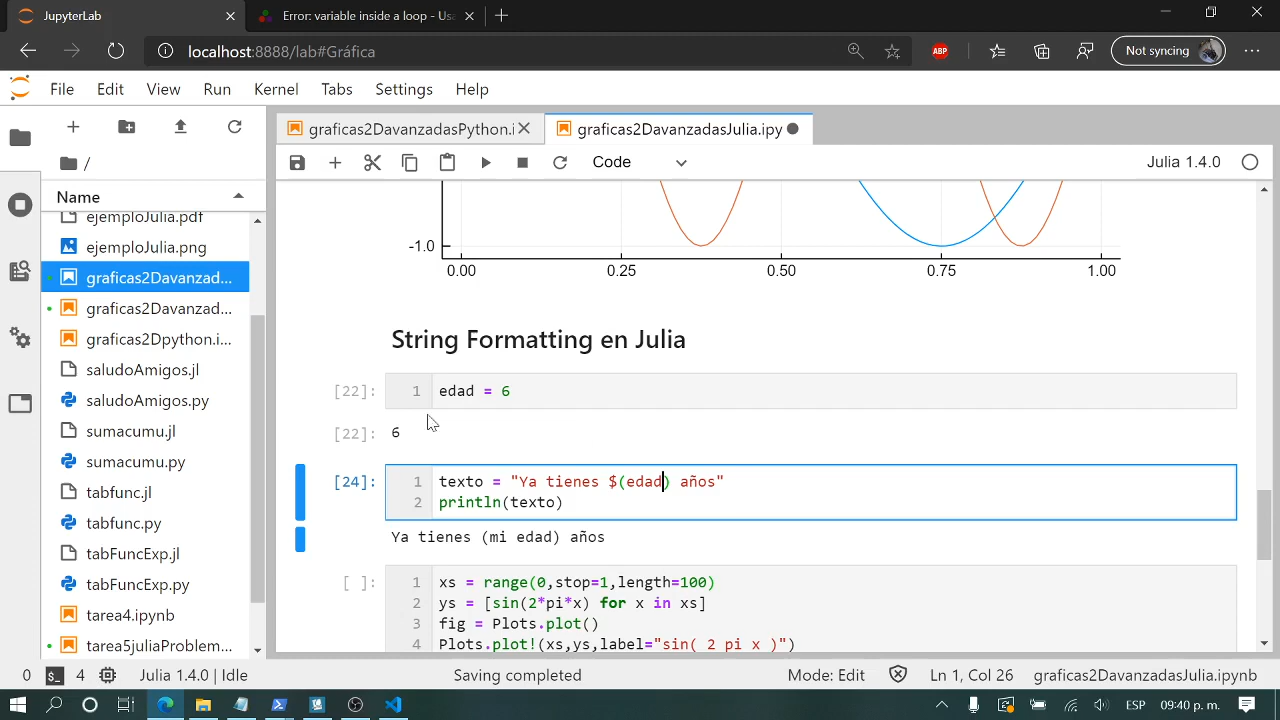 JupyterLab
Error: variable inside a loop - Usa
localhost:8888/lab#Gráfica
ABP
Not syncing
File Edit View Run Kernel Tabs Settings Help
graficas2DavanzadasPython.i
graficas2DavanzadasJulia.ipy
Code
Julia 1.4.0
/
Name
ejemploJulia.pdf
ejemploJulia.png
graficas2Davanzad...
graficas2Davanzad...
graficas2Dpython.i...
saludoAmigos.jl
saludoAmigos.py
sumacumu.jl
sumacumu.py
tabfunc.jl
tabfunc.py
tabFuncExp.jl
tabFuncExp.py
tarea4.ipynb
tarea5juliaProblem...
-1.0
0.00 0.25 0.50 0.75 1.00
String Formatting en Julia
[22]: 1 edad = 6
[22]: 6
[24]: 1 texto = "Ya tienes $(edad) años"
2 println(texto)
Ya tienes (mi edad) años
[ ]: 1 xs = range(0,stop=1,length=100)
2 ys = [sin(2*pi*x) for x in xs]
3 fig = Plots.plot()
4 Plots.plot!(xs,ys,label="sin( 2 pi x )")
0 4 Julia 1.4.0 | Idle Saving completed Mode: Edit Ln 1, Col 26 graficas2DavanzadasJulia.ipynb
ESP 09:40 p. m.